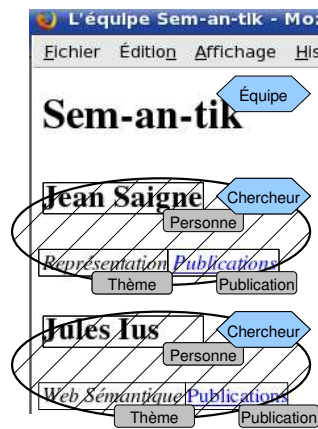 L'équipe Sem-an-tik - Moz
Fichier Édition Affichage His
Équipe
Sem-an-tik
Jean Saigne Chercheur
Personne
Représentation Publications
Thème Publication
Jules Ius Chercheur
Personne
Web Sémantique Publications
Thème Publication